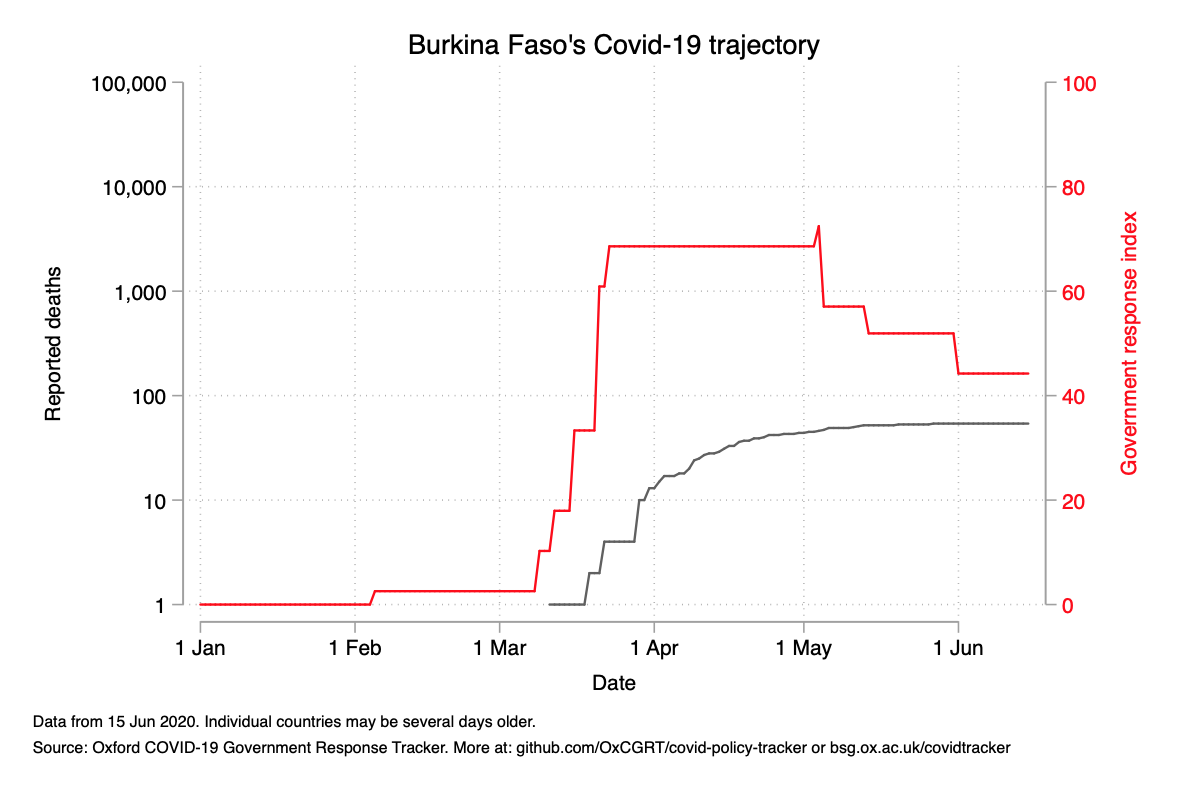 Burkina Faso's Covid-19 trajectory
100,000
10,000
1,000
100
10
1
Reported deaths
100
80
60
40
20
0
Government response index
1 Jan
1 Feb
1 Mar
1 Apr
1 May
1 Jun
Date
Data from 15 Jun 2020. Individual countries may be several days older.
Source: Oxford COVID-19 Government Response Tracker. More at: github.com/OxCGRT/covid-policy-tracker or bsg.ox.ac.uk/covidtracker